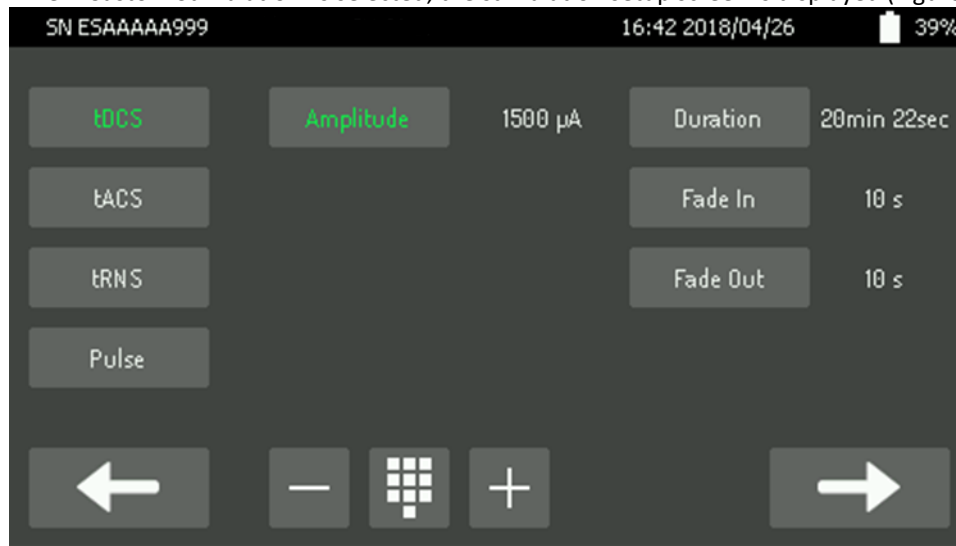 SN ESAAAAA999 16:42 2018/04/26 39%
tDCS Amplitude 1500 µA Duration 20min 22sec
tACS Fade In 10 s
tRNS Fade Out 10 s
Pulse